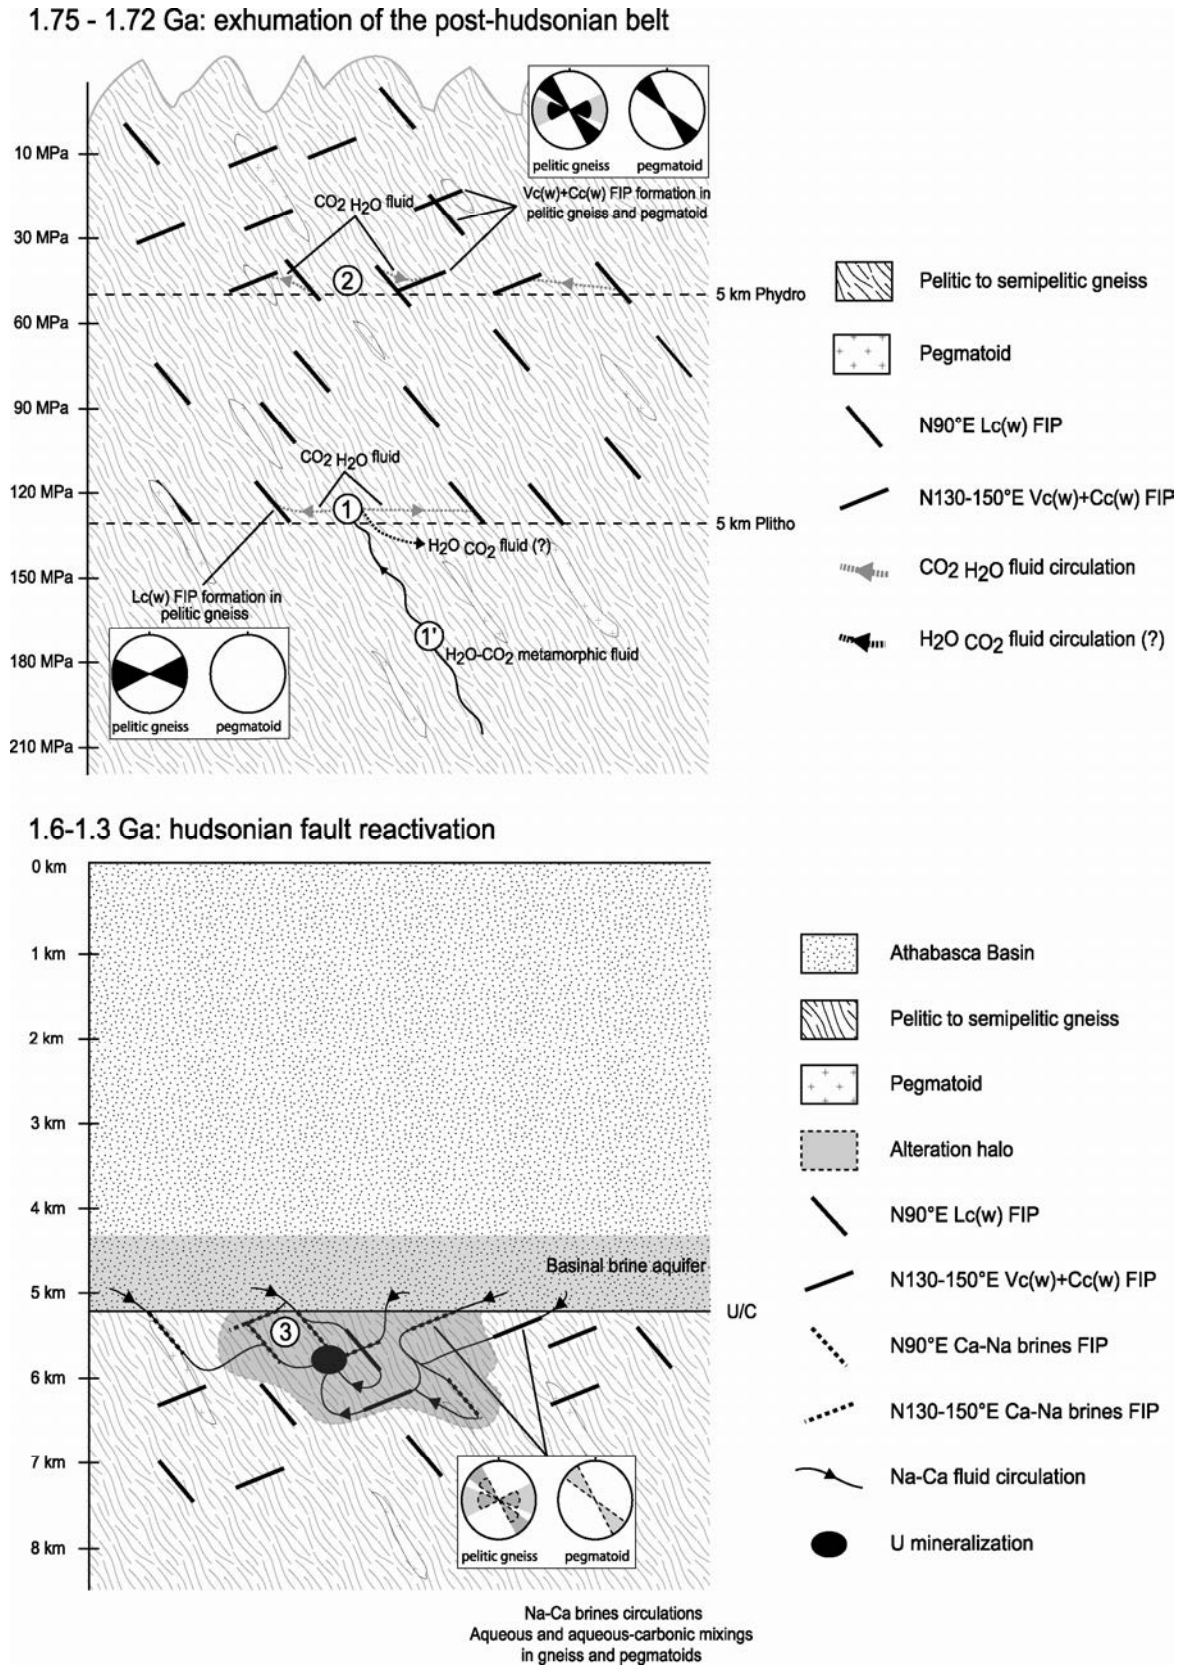 1.75 - 1.72 Ga: exhumation of the post-hudsonian belt
10 MPa
30 MPa
60 MPa
90 MPa
120 MPa
150 MPa
180 MPa
210 MPa
pelitic gneiss
pegmatoid
Vc(w)+Cc(w) FIP formation in
pelitic gneiss and pegmatoid
CO2 H2O fluid
2
5 km Phydro
CO2 H2O fluid
1
5 km Plitho
H2O CO2 fluid (?)
Lc(w) FIP formation in
pelitic gneiss
1'
H2O-CO2 metamorphic fluid
pelitic gneiss
pegmatoid
Pelitic to semipelitic gneiss
Pegmatoid
N90°E Lc(w) FIP
N130-150°E Vc(w)+Cc(w) FIP
CO2 H2O fluid circulation
H2O CO2 fluid circulation (?)
1.6-1.3 Ga: hudsonian fault reactivation
0 km
1 km
2 km
3 km
4 km
5 km
6 km
7 km
8 km
Basinal brine aquifer
U/C
3
pelitic gneiss
pegmatoid
Na-Ca brines circulations
Aqueous and aqueous-carbonic mixings
in gneiss and pegmatoids
Athabasca Basin
Pelitic to semipelitic gneiss
Pegmatoid
Alteration halo
N90°E Lc(w) FIP
N130-150°E Vc(w)+Cc(w) FIP
N90°E Ca-Na brines FIP
N130-150°E Ca-Na brines FIP
Na-Ca fluid circulation
U mineralization